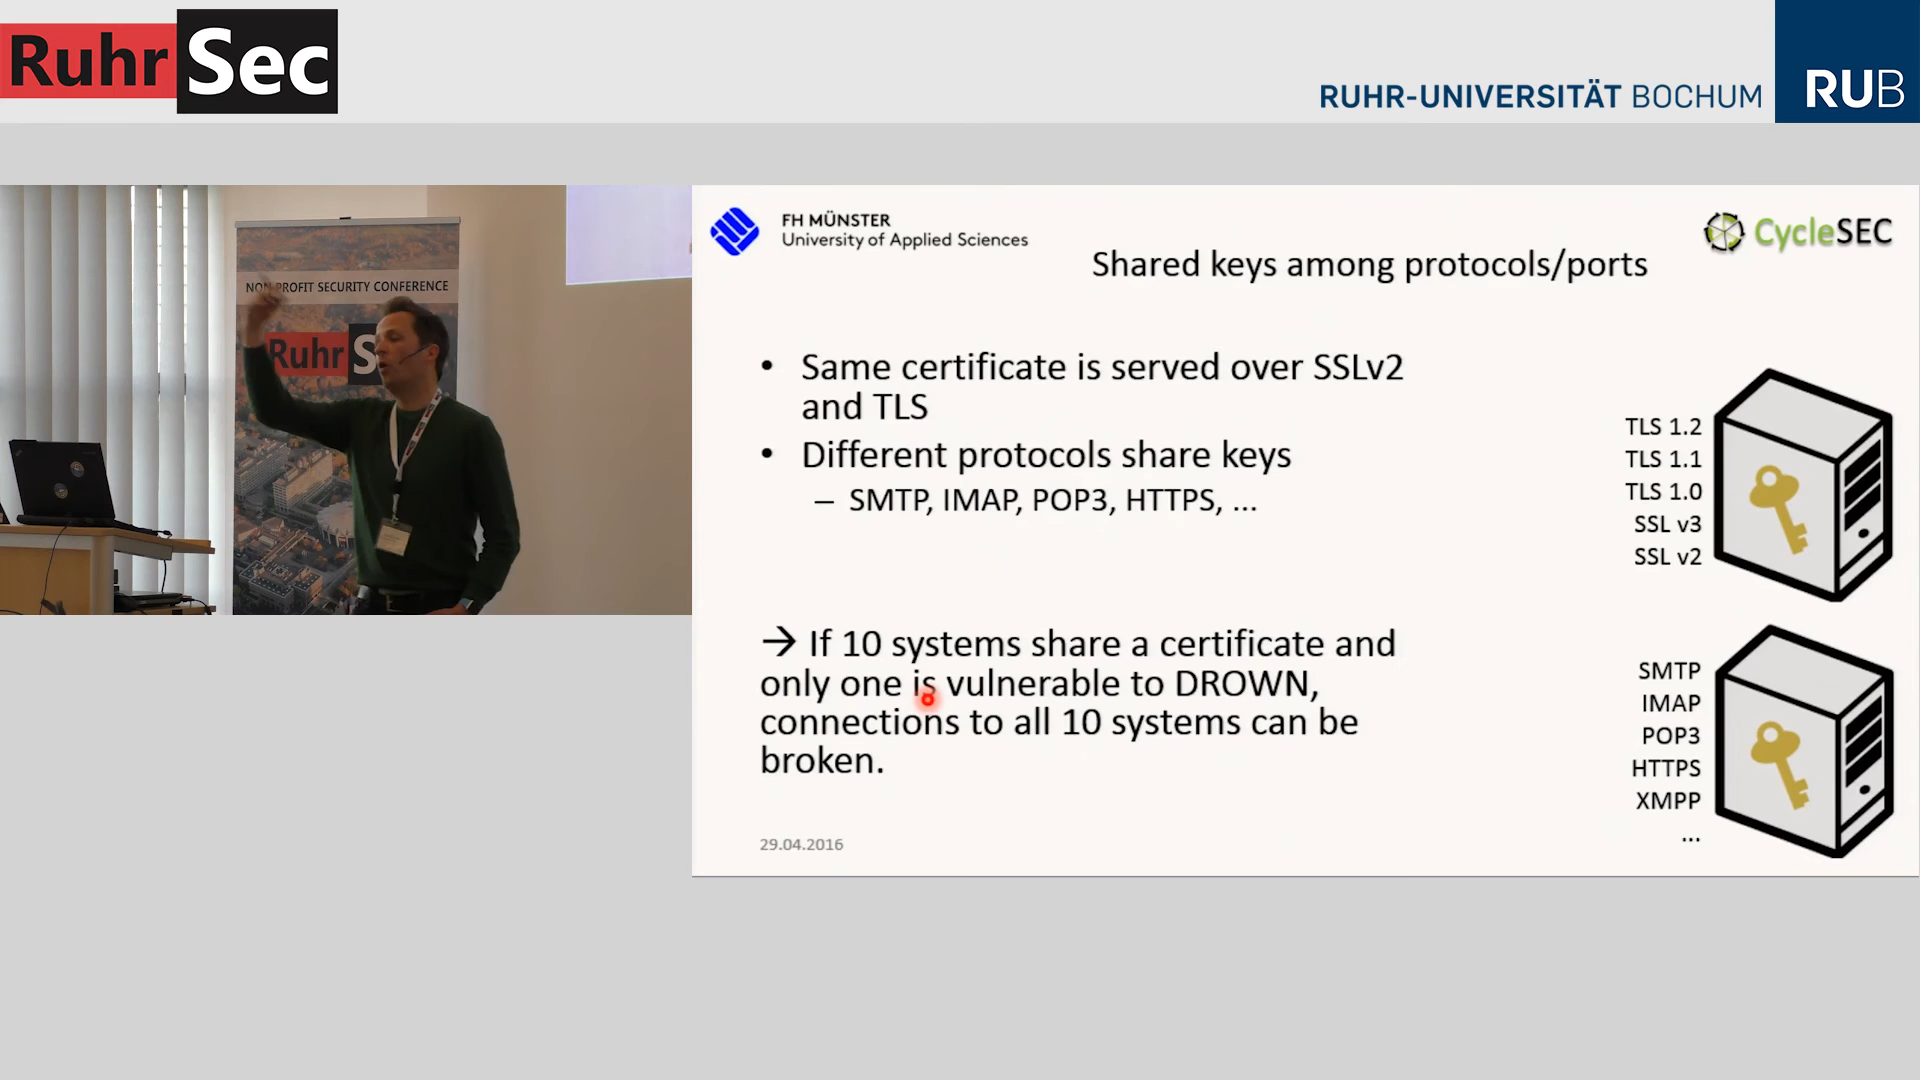 Ruhr Sec
RUHR-UNIVERSITÄT BOCHUM
RUB
NON PROFIT SECURITY CONFERENCE
Ruhr S
FH MÜNSTER
University of Applied Sciences
CycleSEC
Shared keys among protocols/ports
• Same certificate is served over SSLv2
and TLS
• Different protocols share keys
– SMTP, IMAP, POP3, HTTPS, ...
→ If 10 systems share a certificate and
only one is vulnerable to DROWN,
connections to all 10 systems can be
broken.
TLS 1.2
TLS 1.1
TLS 1.0
SSL v3
SSL v2
SMTP
IMAP
POP3
HTTPS
XMPP
...
29.04.2016